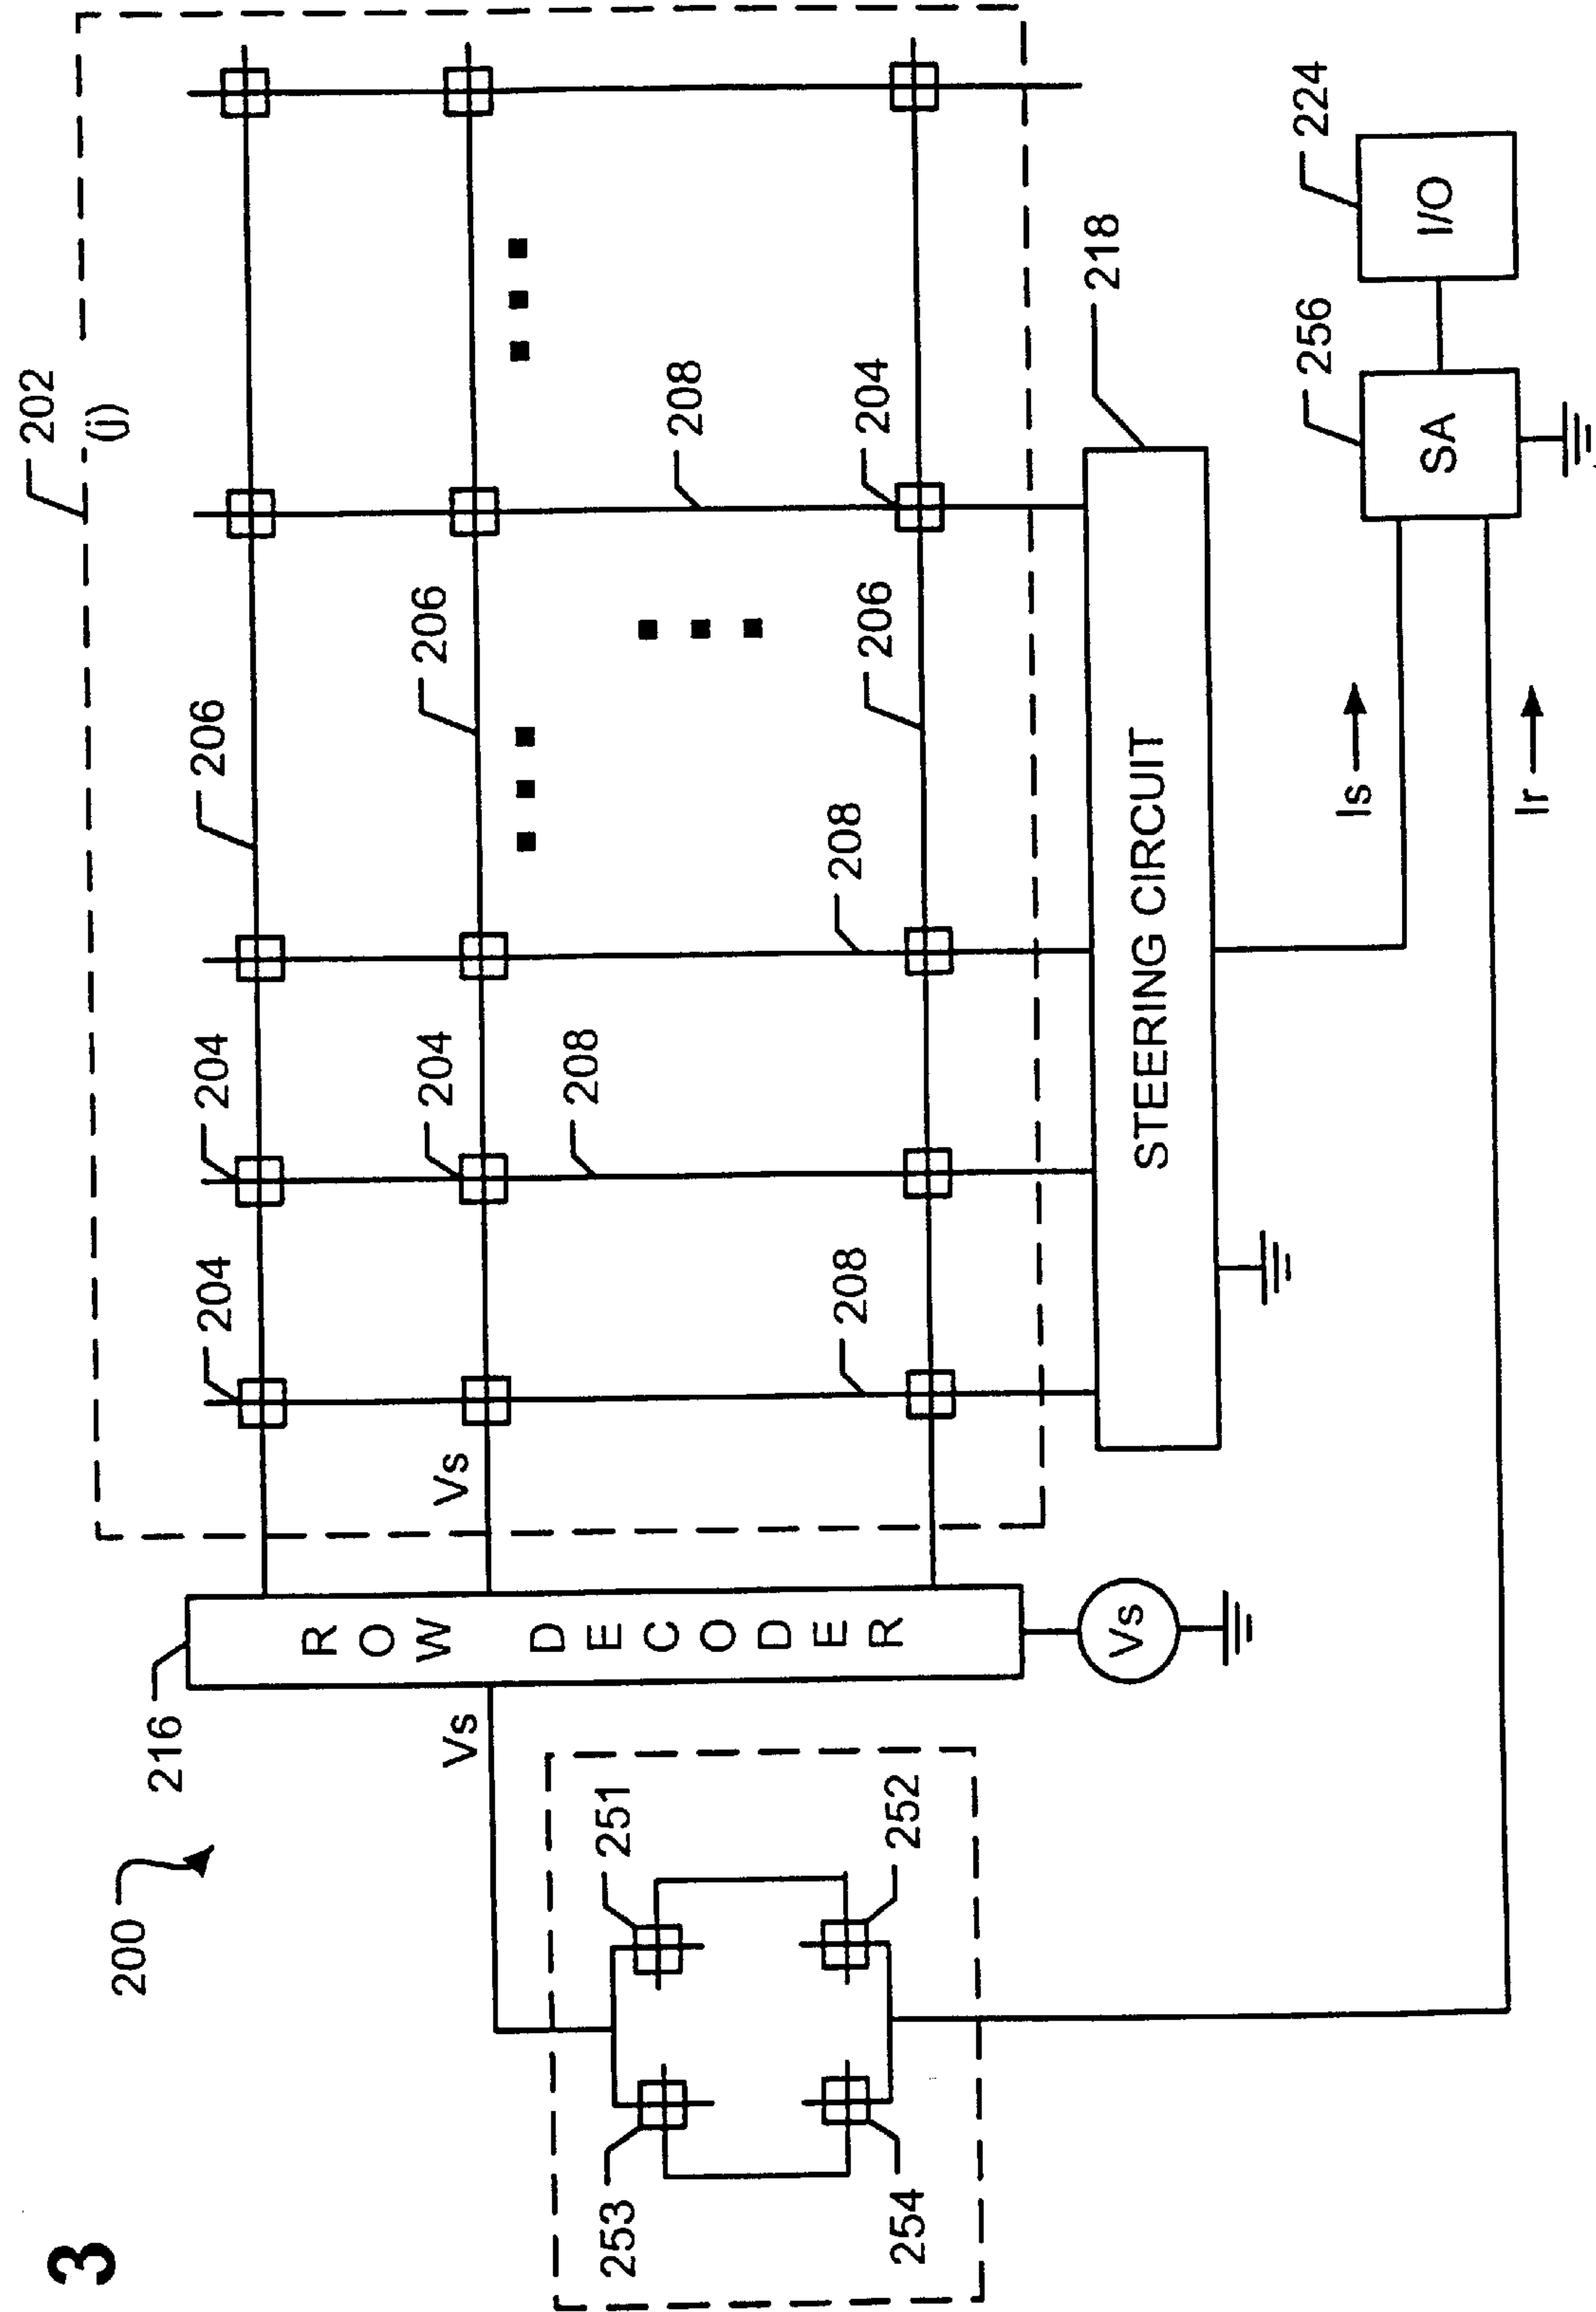 3
200
202
(j)
216
206
206
206
204
204
204
204
208
208
208
208
Vs
Vs
ROW DECODER
Vs
STEERING CIRCUIT
218
251
252
253
254
Is
Ir
256
SA
224
I/O